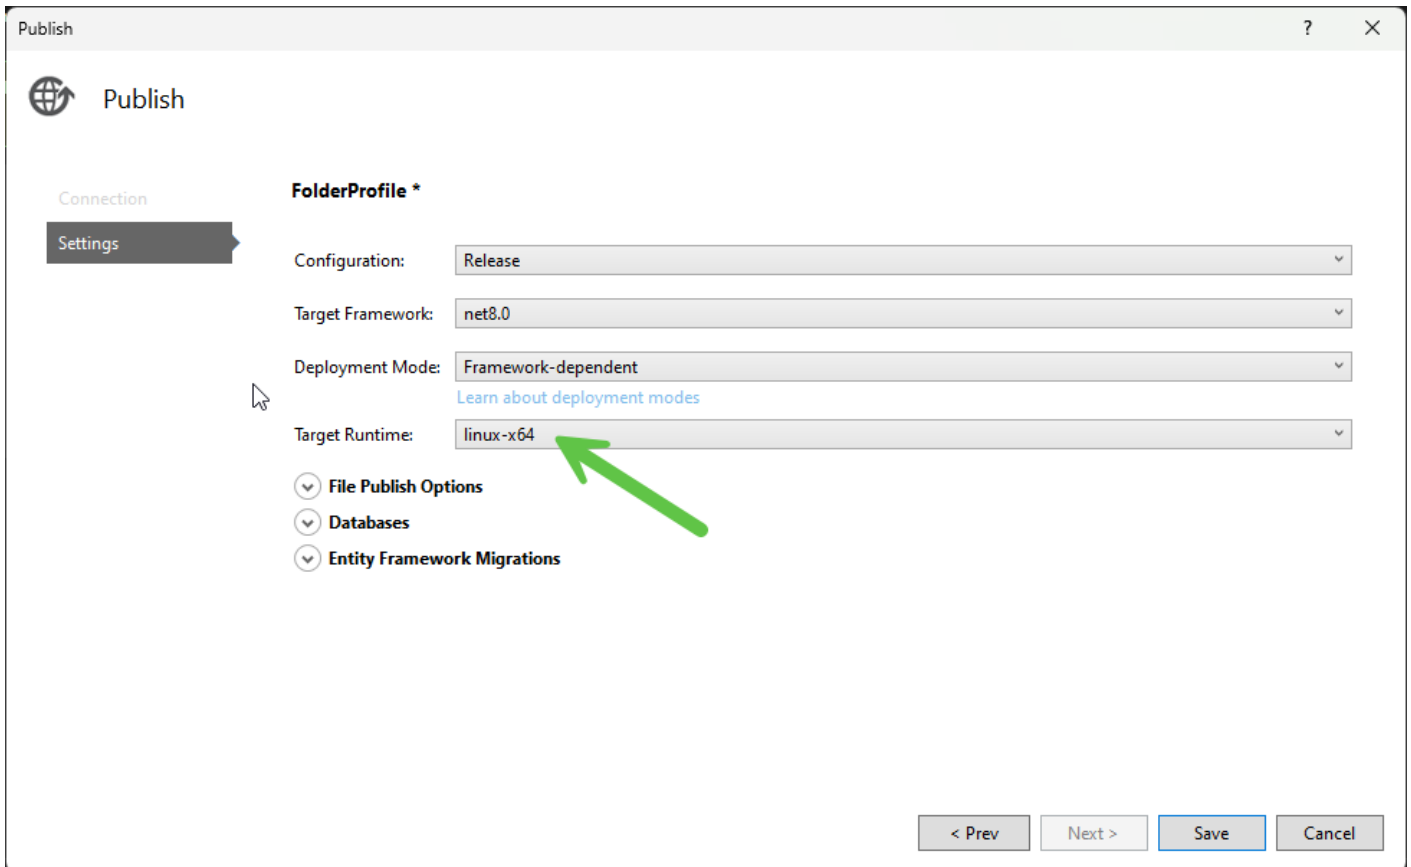 Publish
?
Publish
Connection
Settings
FolderProfile *
Configuration: Release
Target Framework: net8.0
Deployment Mode: Framework-dependent
Learn about deployment modes
Target Runtime: linux-x64
File Publish Options
Databases
Entity Framework Migrations
< Prev Next > Save Cancel